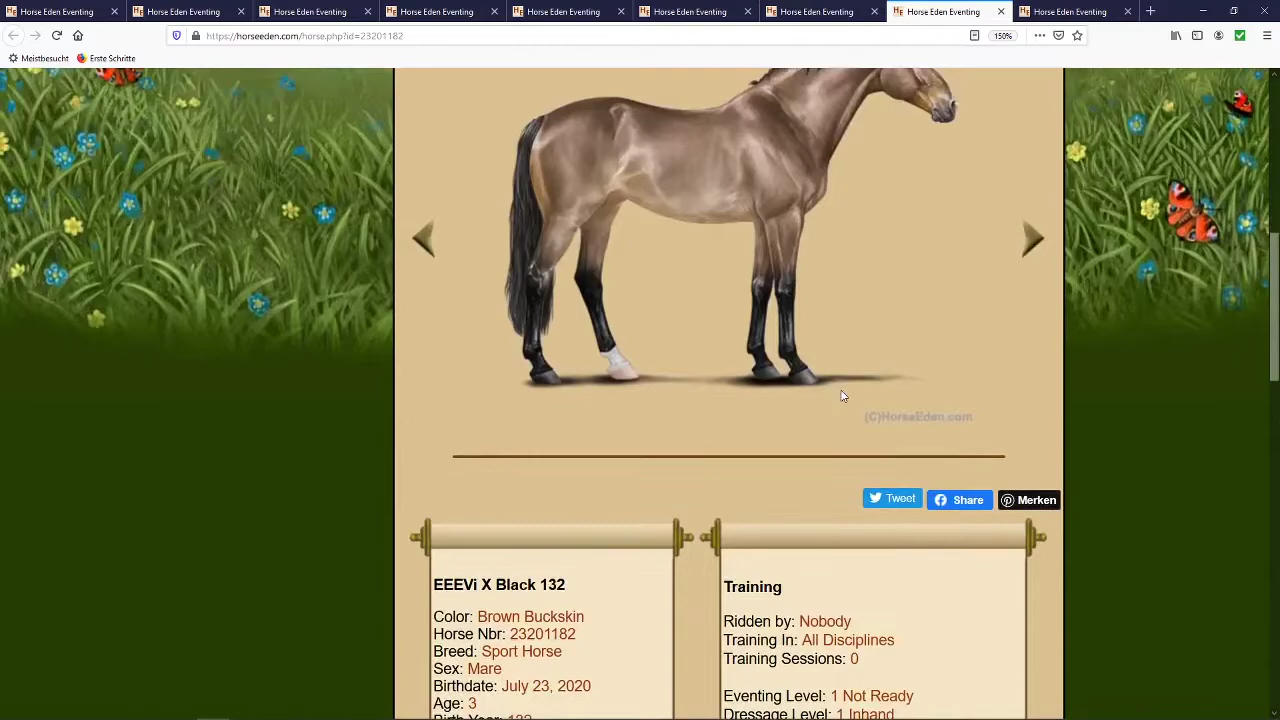 Horse Eden Eventing
Horse Eden Eventing
Horse Eden Eventing
Horse Eden Eventing
Horse Eden Eventing
Horse Eden Eventing
Horse Eden Eventing
Horse Eden Eventing
Horse Eden Eventing
https://horseeden.com/horse.php?id=23201182
150%
Meistbesucht
Erste Schritte
(C)HorseEden.com
Tweet
Share
Merken
EEEVi X Black 132
Color: Brown Buckskin
Horse Nbr: 23201182
Breed: Sport Horse
Sex: Mare
Birthdate: July 23, 2020
Age: 3
Birth Year: 132
Training
Ridden by: Nobody
Training In: All Disciplines
Training Sessions: 0
Eventing Level: 1 Not Ready
Dressage Level: 1 Inhand